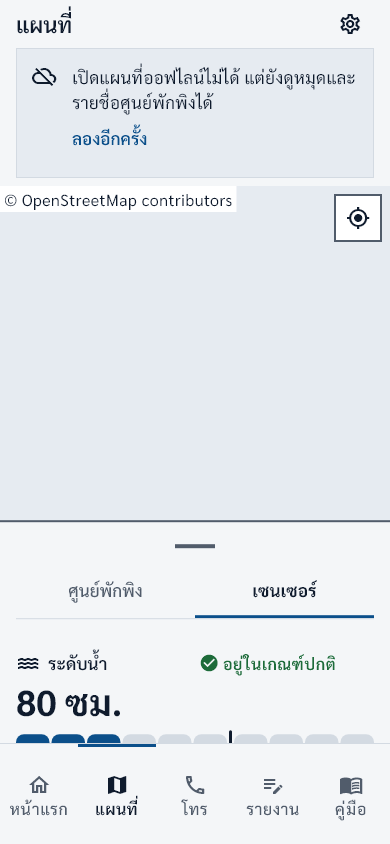 แผนที่
เปิดแผนที่ออฟไลน์ไม่ได้ แต่ยังดูหมุดและ
รายชื่อศูนย์พักพิงได้
ลองอีกครั้ง
© OpenStreetMap contributors
ศูนย์พักพิง
เซนเซอร์
ระดับน้ำ
อยู่ในเกณฑ์ปกติ
80 ซม.
หน้าแรก
แผนที่
โทร
รายงาน
คู่มือ